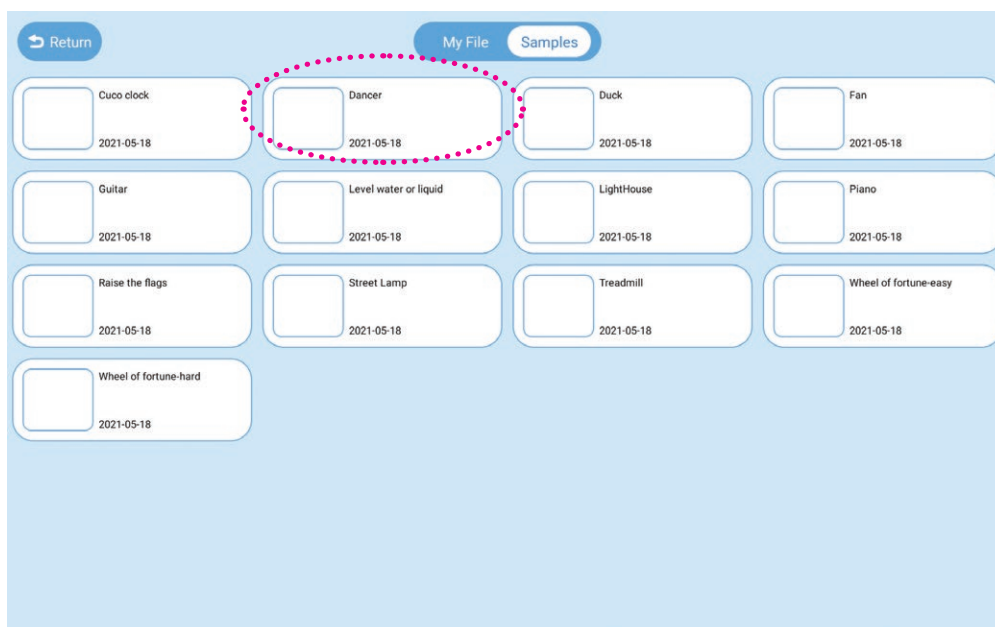 Return
My File
Samples
Cuco clock
2021-05-18
Dancer
2021-05-18
Duck
2021-05-18
Fan
2021-05-18
Guitar
2021-05-18
Level water or liquid
2021-05-18
LightHouse
2021-05-18
Piano
2021-05-18
Raise the flags
2021-05-18
Street Lamp
2021-05-18
Treadmill
2021-05-18
Wheel of fortune-easy
2021-05-18
Wheel of fortune-hard
2021-05-18